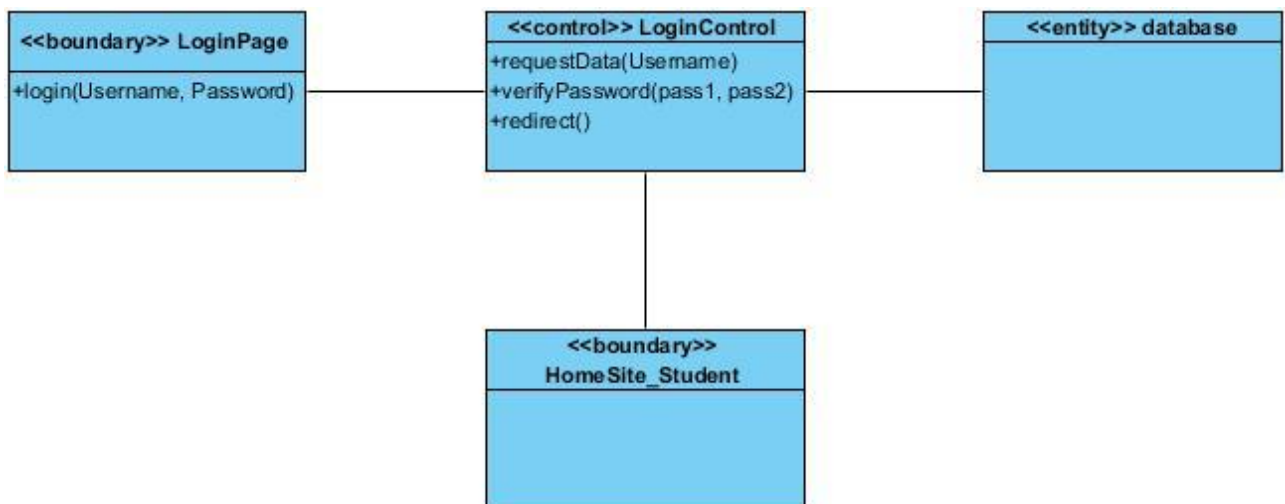 <<boundary>> LoginPage
+login(Username, Password)
<<control>> LoginControl
+requestData(Username)
+verifyPassword(pass1, pass2)
+redirect()
<<entity>> database
<<boundary>>
HomeSite_Student